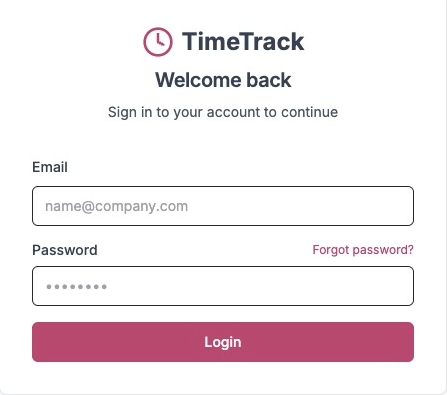 TimeTrack
Welcome back
Sign in to your account to continue
Email
name@company.com
Password Forgot password?
••••••••
Login